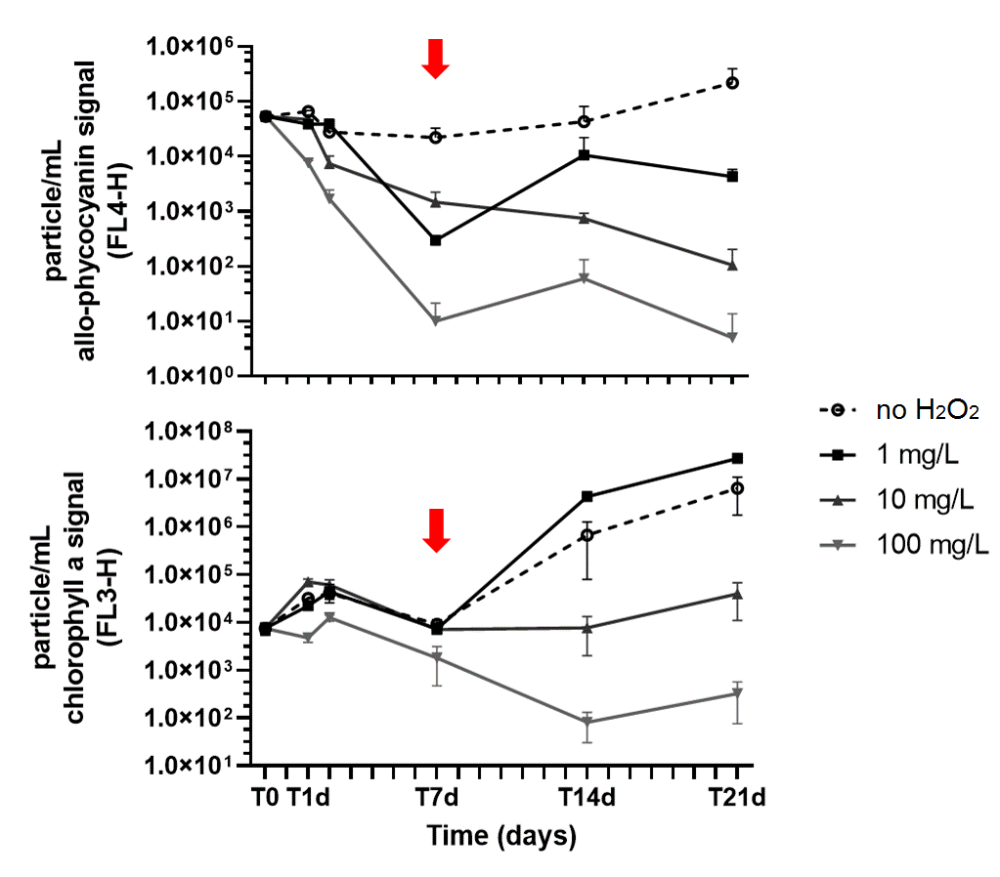 particle/mL
allo-phycocyanin signal
(FL4-H)
1.0×10⁶
1.0×10⁵
1.0×10⁴
1.0×10³
1.0×10²
1.0×10¹
1.0×10⁰
particle/mL
chlorophyll a signal
(FL3-H)
1.0×10⁸
1.0×10⁷
1.0×10⁶
1.0×10⁵
1.0×10⁴
1.0×10³
1.0×10²
1.0×10¹
T0 T1d T7d T14d T21d
Time (days)
no H₂O₂
1 mg/L
10 mg/L
100 mg/L